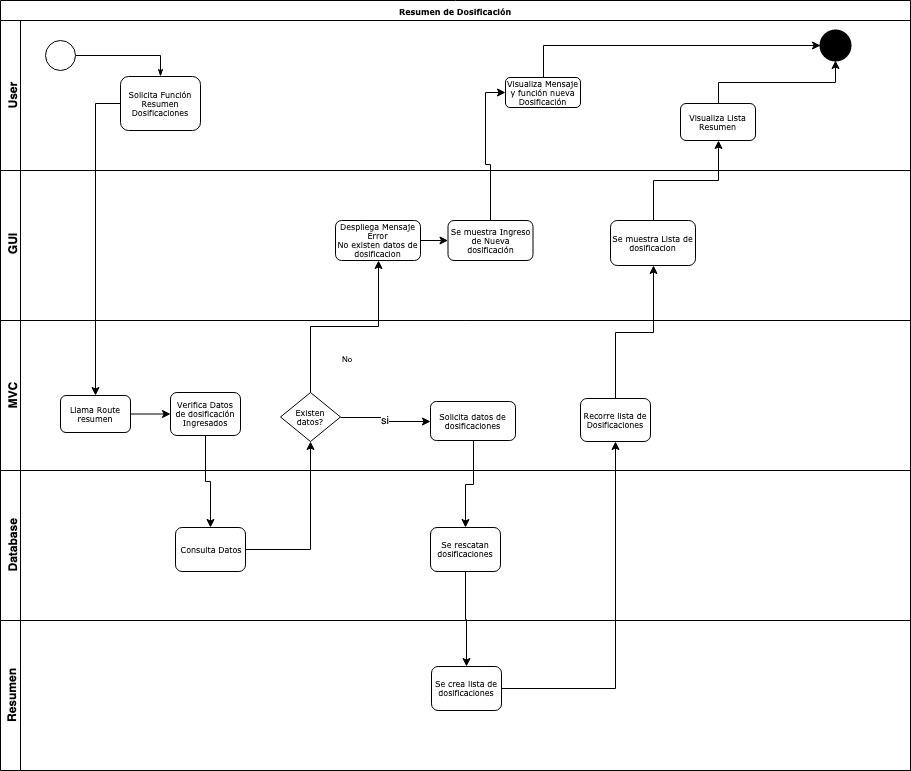 Resumen de Dosificación
User
Solicita Función
Resumen
Dosificaciones
Visualiza Mensaje
y función nueva
Dosificación
Visualiza Lista
Resumen
GUI
Despliega Mensaje
Error
No existen datos de
dosificacion
Se muestra Ingreso
de Nueva
dosificación
Se muestra Lista de
dosificacion
MVC
No
Llama Route
resumen
Verifica Datos
de dosificación
Ingresados
Existen
datos?
Si
Solicita datos de
dosificaciones
Recorre lista de
Dosificaciones
Database
Consulta Datos
Se rescatan
dosificaciones
Resumen
Se crea lista de
dosificaciones